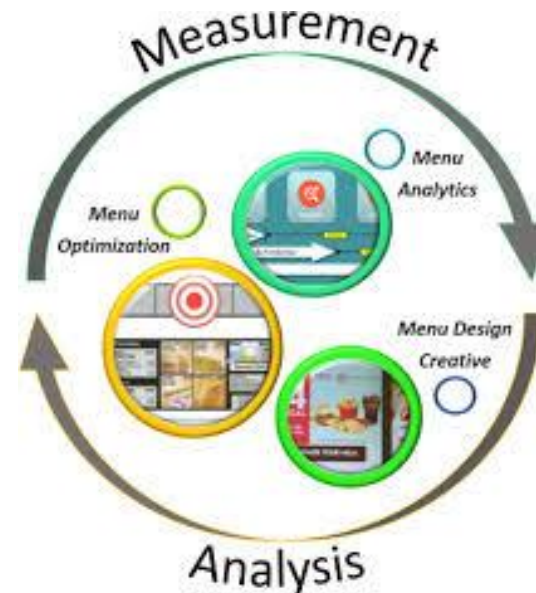 Measurement
Menu
Analytics
Menu
Optimization
Menu Design
Creative
Analysis